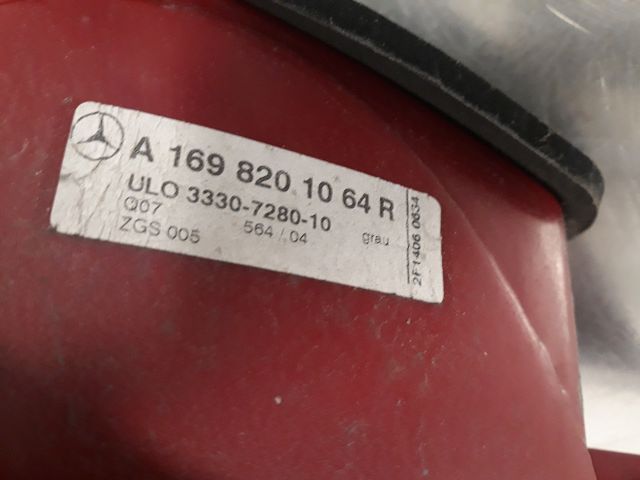 A 169 820 10 64 R
ULO 3330-7280-10
Q07 564/04 grau
ZGS 005
2F1406 0634